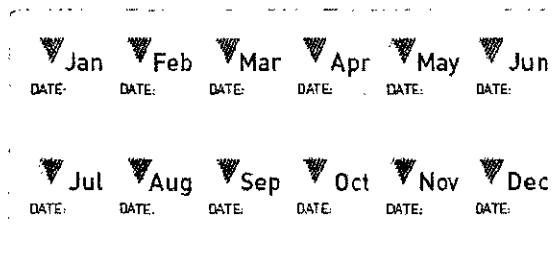 Jan Feb Mar Apr May Jun
DATE: DATE: DATE: DATE: DATE: DATE:
Jul Aug Sep Oct Nov Dec
DATE: DATE. DATE: DATE: DATE: DATE: